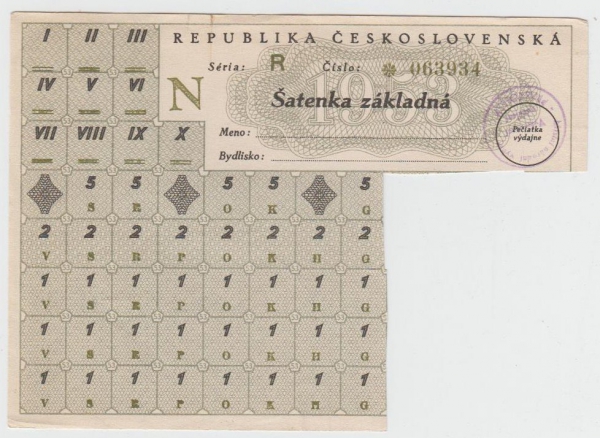 REPUBLIKA ČESKOSLOVENSKÁ
I II III
Séria: R Číslo: * 063934
IV V VI
N
1953
Šatenka základná
VII VIII IX X
Meno:
Pečiatka
výdajne
Bydlisko:
5 5 5 5 5
S R O K G
2 2 2 2 2 2 2 2
V S R P O K H G
1 1 1 1 1 1 1 1
V S R P O K H G
1 1 1 1 1 1 1 1
V S R P O K H G
1 1 1 1 1 1 1 1
V S R P O K H G